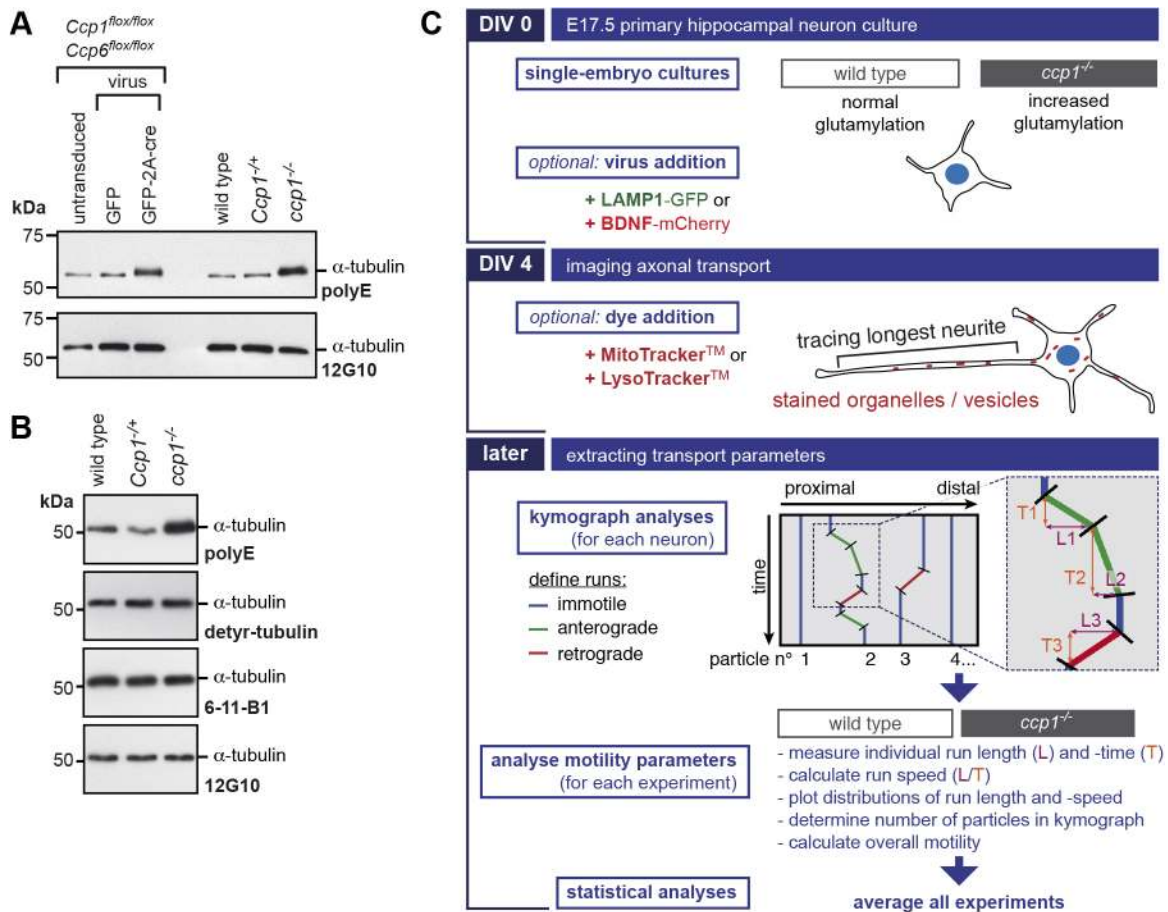 A
Ccp1flox/flox
Ccp6flox/flox
virus
untransduced
GFP
GFP-2A-cre
wild type
Ccp1-/+
ccp1-/-
kDa
75
50
α-tubulin
polyE
75
50
α-tubulin
12G10
B
wild type
Ccp1-/+
ccp1-/-
kDa
50
α-tubulin
polyE
50
α-tubulin
detyr-tubulin
50
α-tubulin
6-11-B1
50
α-tubulin
12G10
C
DIV 0 E17.5 primary hippocampal neuron culture
single-embryo cultures
wild type ccp1-/-
normal increased
glutamylation glutamylation
optional: virus addition
+ LAMP1-GFP or
+ BDNF-mCherry
DIV 4 imaging axonal transport
optional: dye addition
+ MitoTracker™ or
+ LysoTracker™
tracing longest neurite
stained organelles / vesicles
later extracting transport parameters
kymograph analyses
(for each neuron)
define runs:
immotile
anterograde
retrograde
proximal distal
time
particle n° 1 2 3 4...
T1
L1
T2
L2
L3
T3
wild type ccp1-/-
analyse motility parameters
(for each experiment)
- measure individual run length (L) and -time (T)
- calculate run speed (L/T)
- plot distributions of run length and -speed
- determine number of particles in kymograph
- calculate overall motility
statistical analyses
average all experiments